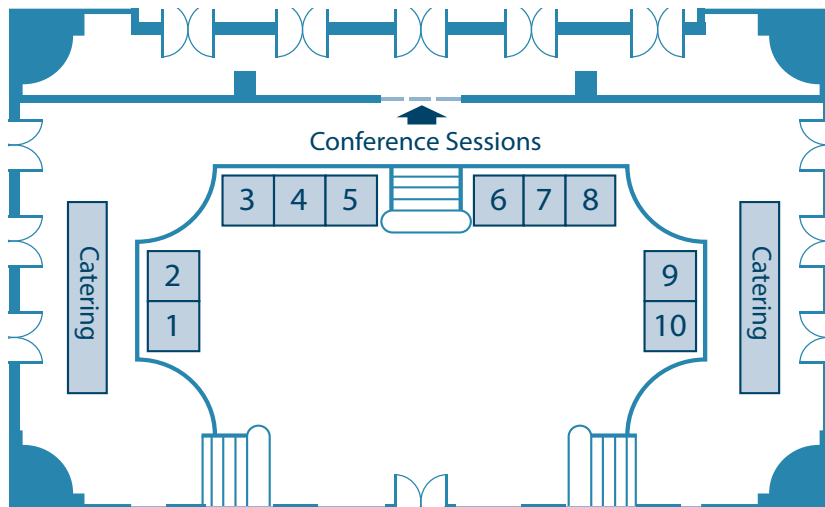 Conference Sessions
3 4 5 6 7 8
2 9
1 10
Catering
Catering